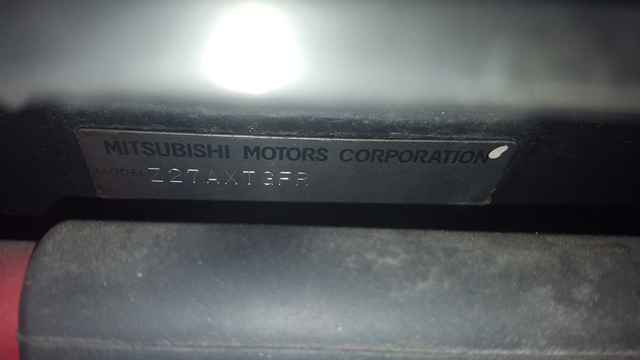 MITSUBISHI MOTORS CORPORATION
MODEL Z27AXTGFR